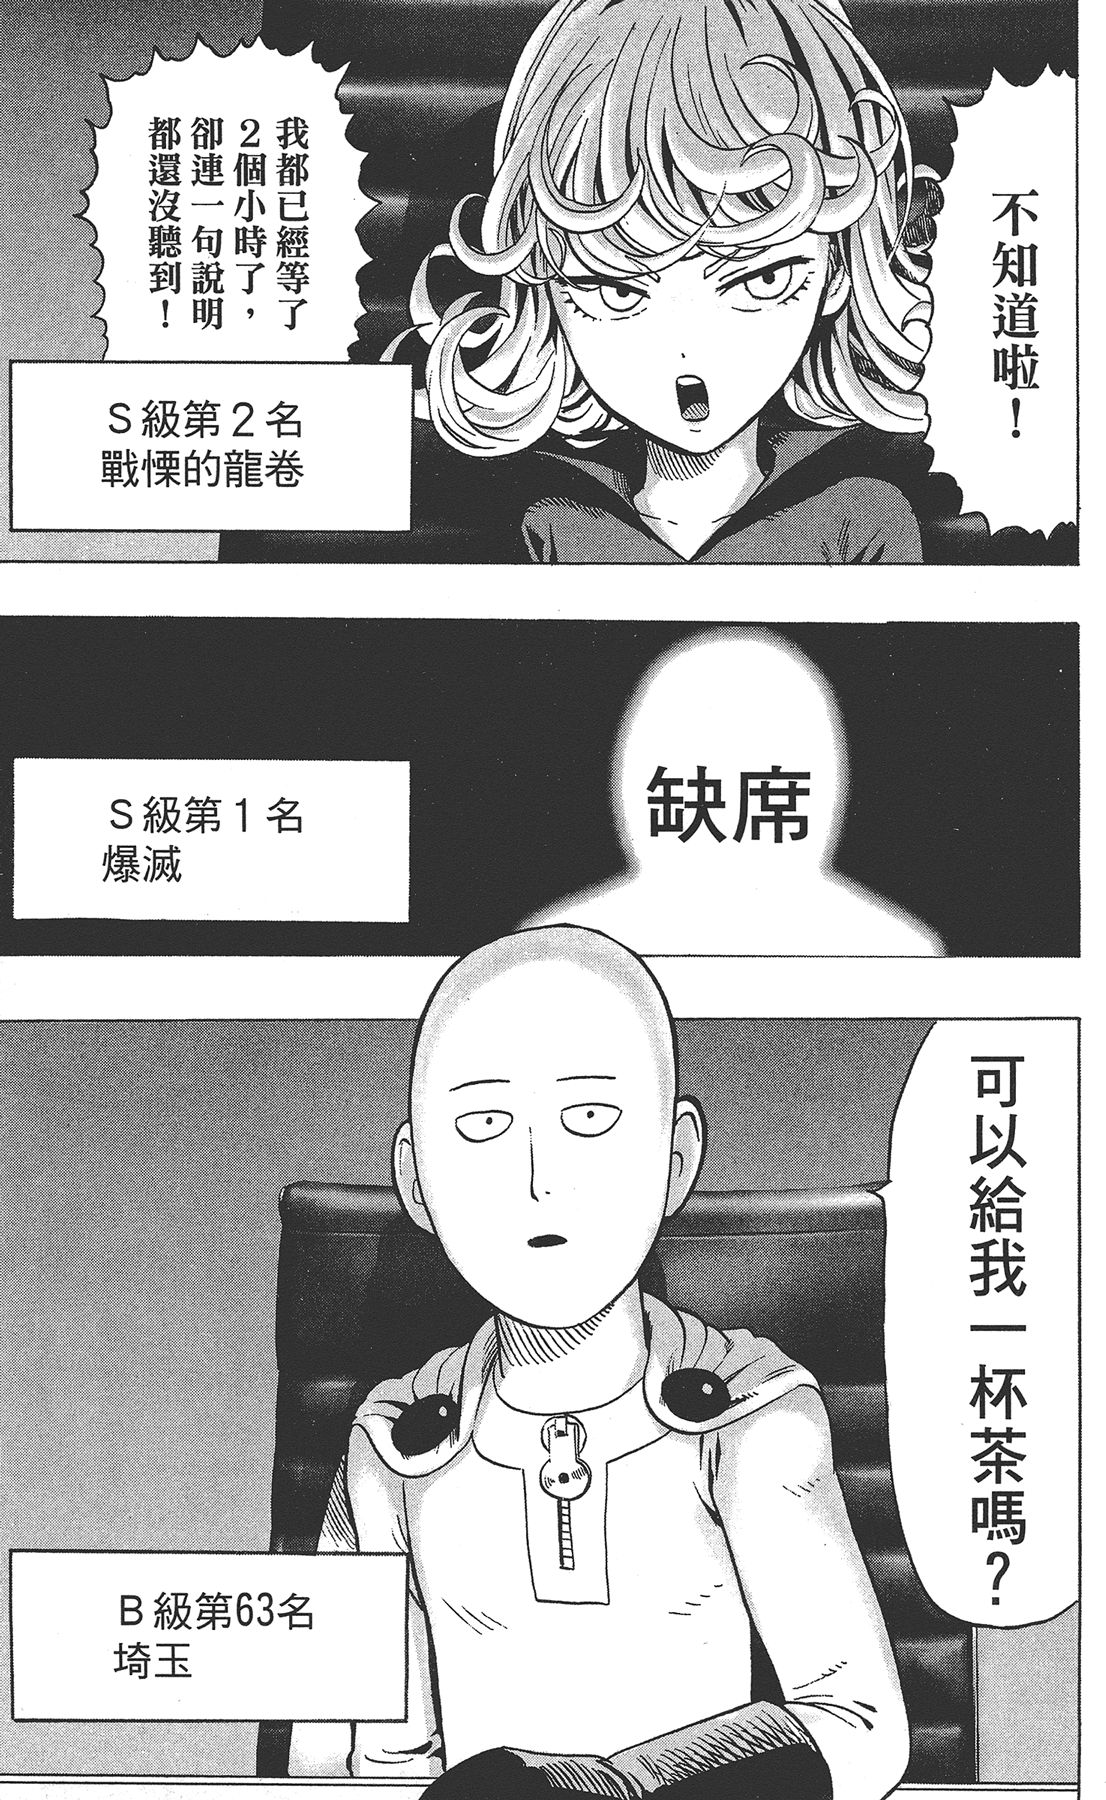 不知道啦！
我都已經等了
２個小時了，
卻連一句說明
都還沒聽到！
Ｓ級第２名
戰慄的龍卷
缺席
Ｓ級第１名
爆滅
可以給我一杯茶嗎？
Ｂ級第63名
埼玉